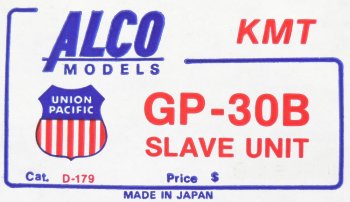 ALCO
MODELS
KMT
UNION
PACIFIC
GP-30B
SLAVE UNIT
Cat. D-179 Price $
MADE IN JAPAN